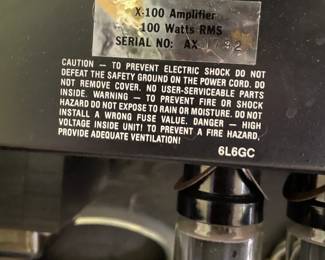 X-100 Amplifier
100 Watts RMS
SERIAL NO: AX
CAUTION — TO PREVENT ELECTRIC SHOCK DO NOT
DEFEAT THE SAFETY GROUND ON THE POWER CORD. DO
NOT REMOVE COVER. NO USER-SERVICEABLE PARTS
INSIDE. WARNING — TO PREVENT FIRE OR SHOCK
HAZARD DO NOT EXPOSE TO RAIN OR MOISTURE. DO NOT
INSTALL A WRONG FUSE VALUE. DANGER — HIGH
VOLTAGE INSIDE UNIT! TO PREVENT A FIRE HAZARD,
PROVIDE ADEQUATE VENTILATION!
6L6GC